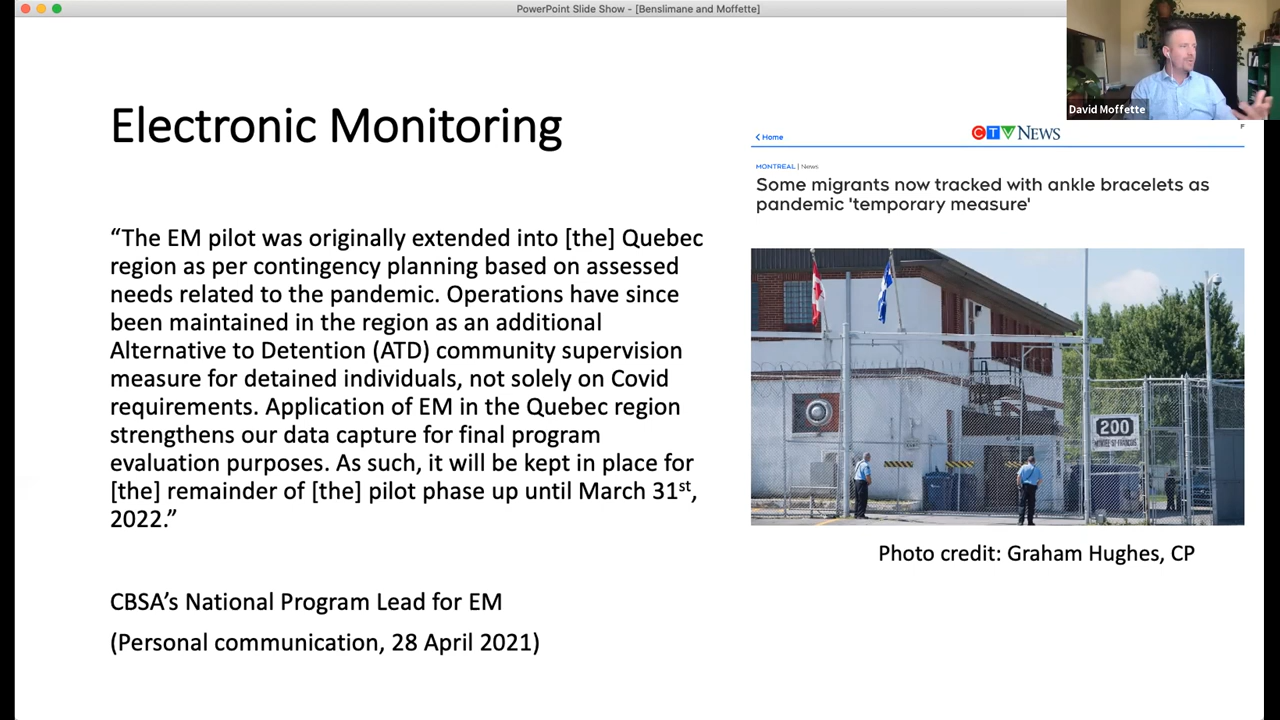 PowerPoint Slide Show - [Benslimane and Moffette]
David Moffette
Electronic Monitoring
“The EM pilot was originally extended into [the] Quebec
region as per contingency planning based on assessed
needs related to the pandemic. Operations have since
been maintained in the region as an additional
Alternative to Detention (ATD) community supervision
measure for detained individuals, not solely on Covid
requirements. Application of EM in the Quebec region
strengthens our data capture for final program
evaluation purposes. As such, it will be kept in place for
[the] remainder of [the] pilot phase up until March 31st,
2022.”
CBSA’s National Program Lead for EM
(Personal communication, 28 April 2021)
Home
CTV NEWS
F
MONTREAL | News
Some migrants now tracked with ankle bracelets as
pandemic 'temporary measure'
200
Photo credit: Graham Hughes, CP